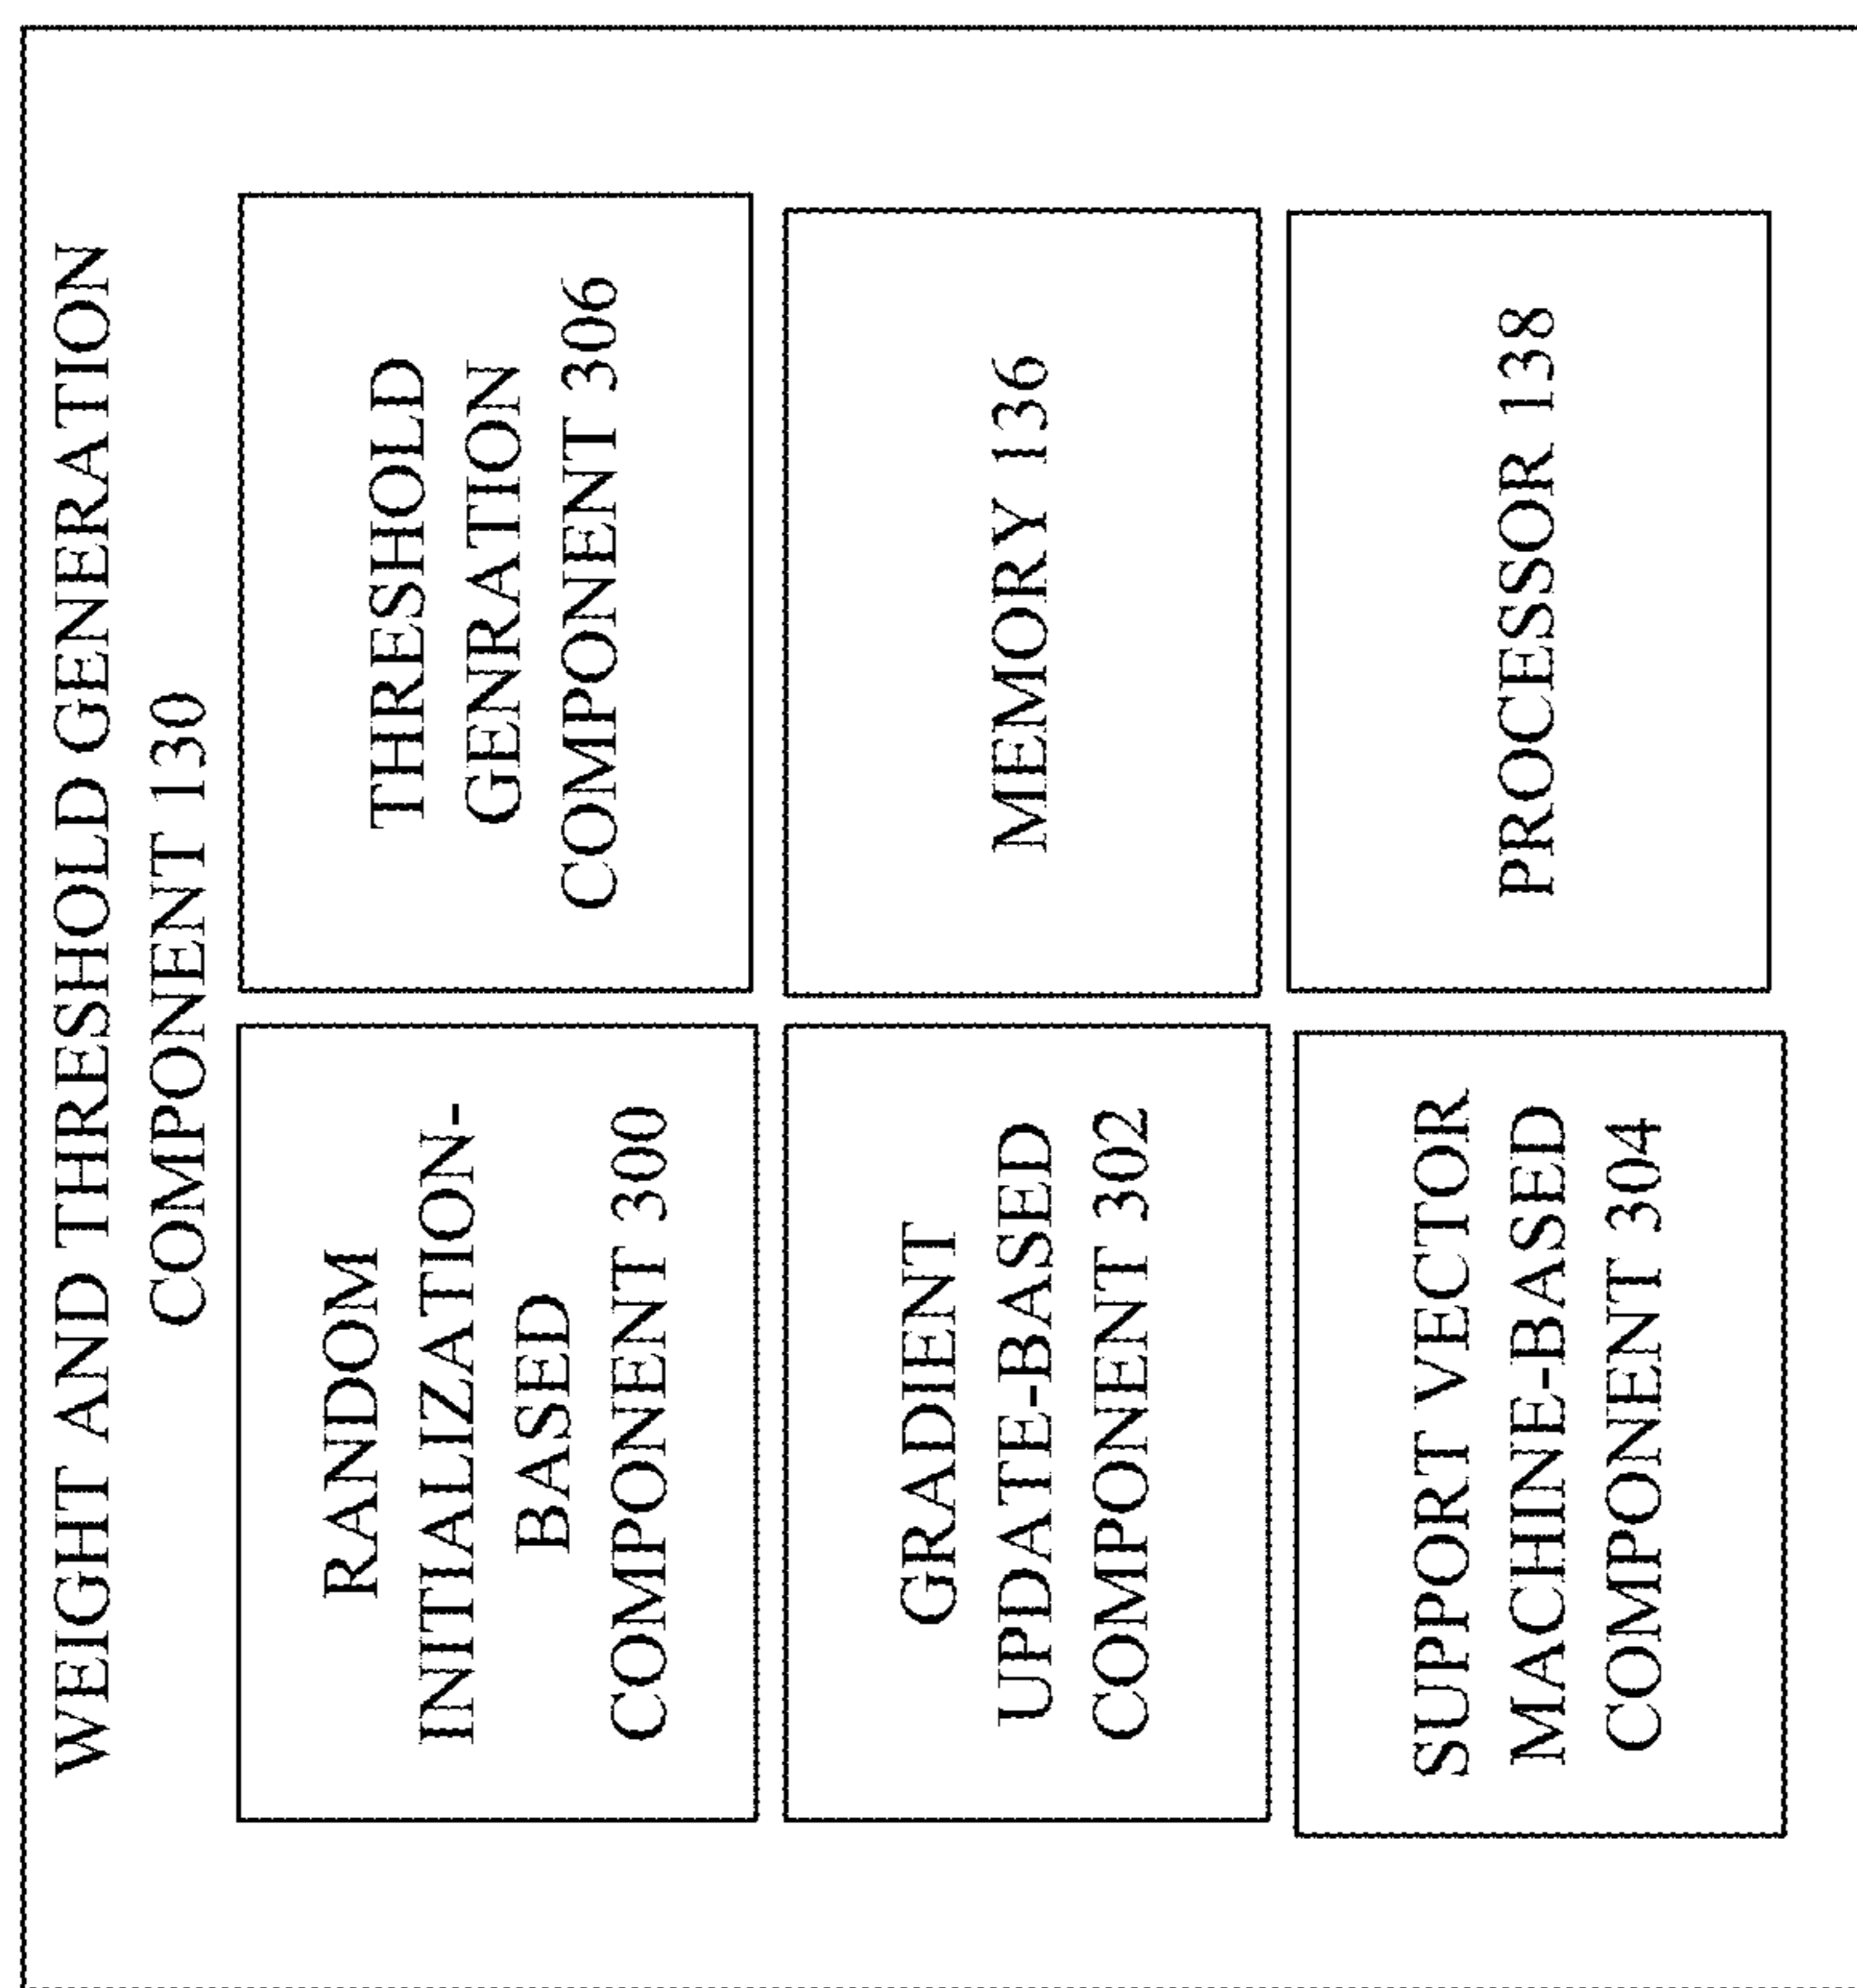 WEIGHT AND THRESHOLD GENERATION
COMPONENT 130
RANDOM
INITIALIZATION-
BASED
COMPONENT 300
THRESHOLD
GENRATION
COMPONENT 306
GRADIENT
UPDATE-BASED
COMPONENT 302
MEMORY 136
SUPPORT VECTOR
MACHINE-BASED
COMPONENT 304
PROCESSOR 138